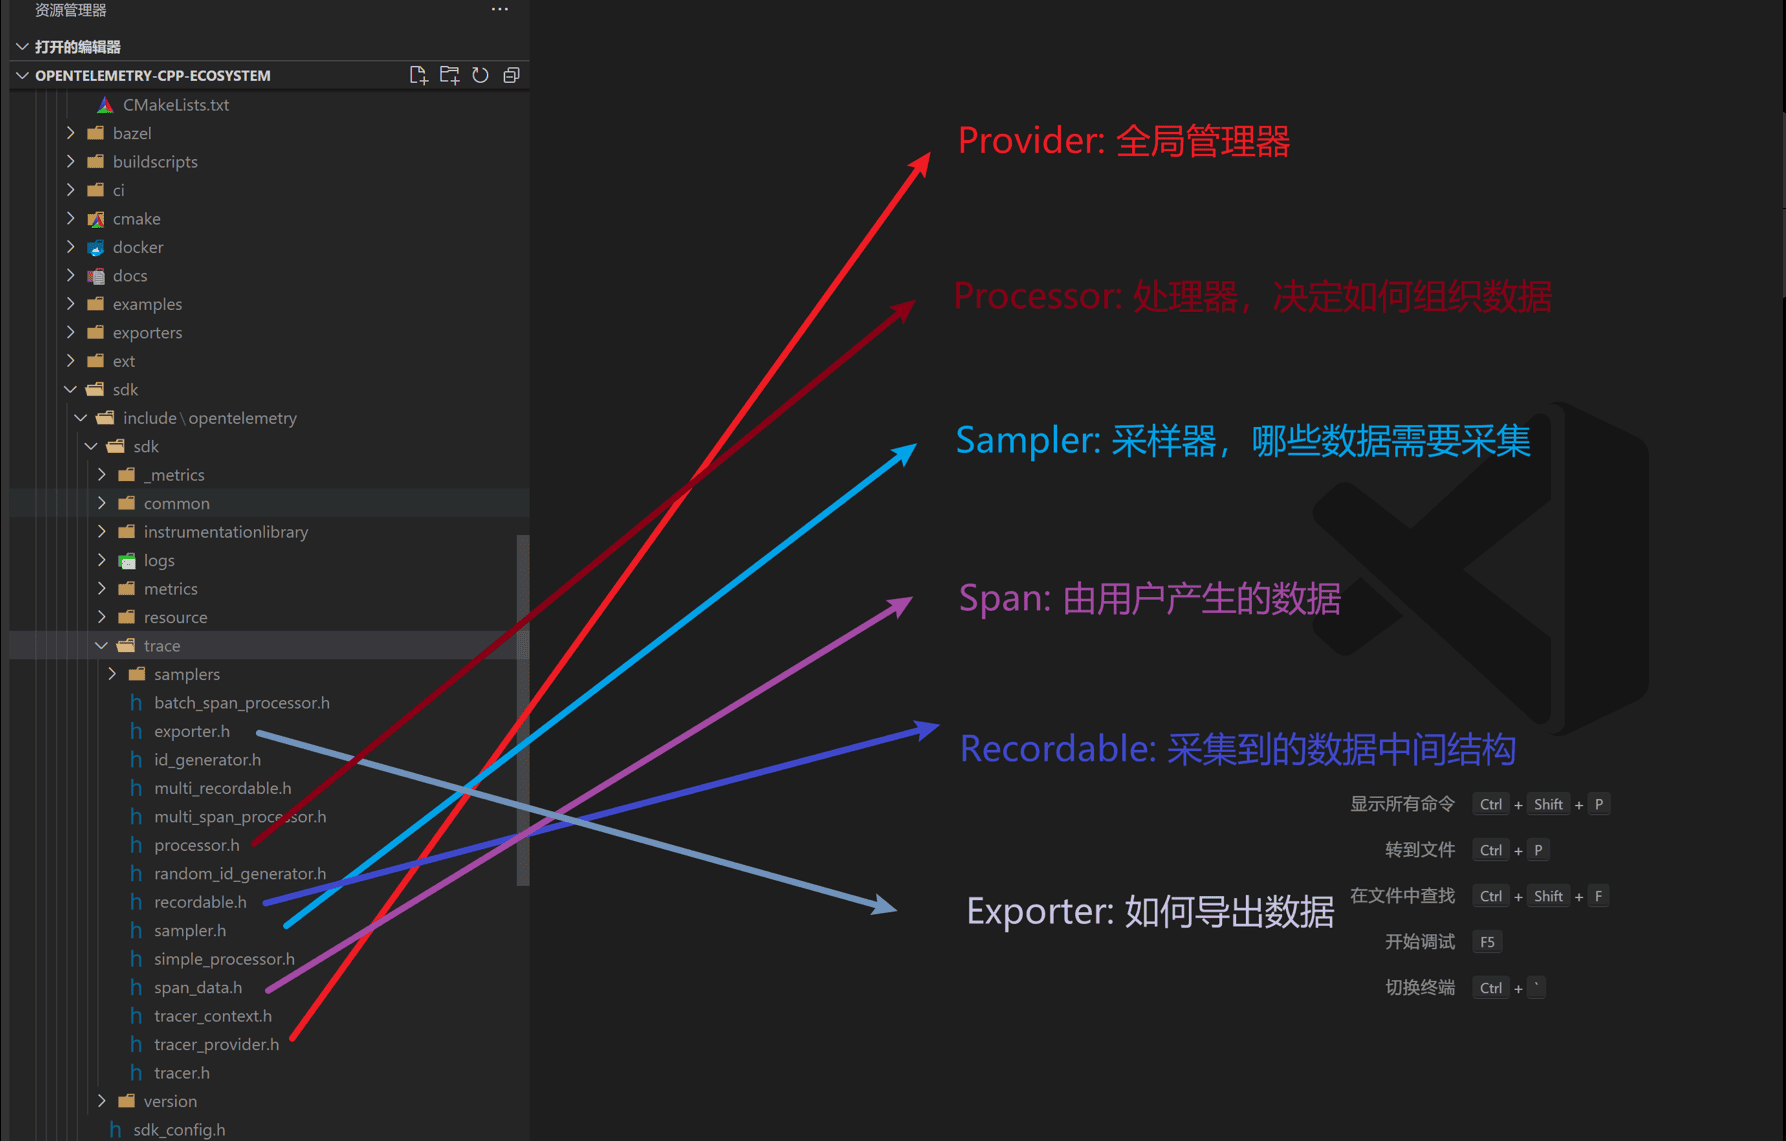 资源管理器
打开的编辑器
OPENTELEMETRY-CPP-ECOSYSTEM
CMakeLists.txt
bazel
buildscripts
ci
cmake
docker
docs
examples
exporters
ext
sdk
include\opentelemetry
sdk
_metrics
common
instrumentationlibrary
logs
metrics
resource
trace
samplers
batch_span_processor.h
exporter.h
id_generator.h
multi_recordable.h
multi_span_processor.h
processor.h
random_id_generator.h
recordable.h
sampler.h
simple_processor.h
span_data.h
tracer_context.h
tracer_provider.h
tracer.h
version
sdk_config.h
Provider: 全局管理器
Processor: 处理器，决定如何组织数据
Sampler: 采样器，哪些数据需要采集
Span: 由用户产生的数据
Recordable: 采集到的数据中间结构
显示所有命令 Ctrl + Shift + P
转到文件 Ctrl + P
Exporter: 如何导出数据
在文件中查找 Ctrl + Shift + F
开始调试 F5
切换终端 Ctrl + `